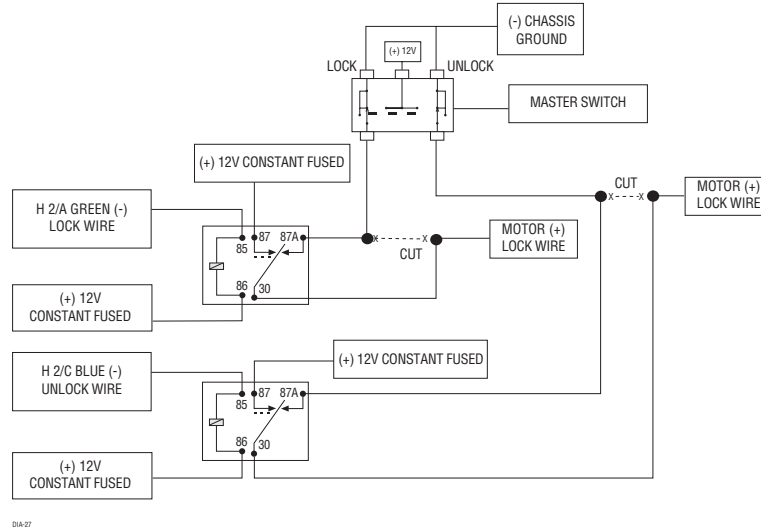 (-) CHASSIS
GROUND
(+) 12V
LOCK
UNLOCK
MASTER SWITCH
(+) 12V CONSTANT FUSED
CUT
MOTOR (+)
LOCK WIRE
H 2/A GREEN (-)
LOCK WIRE
87 87A
85
x x
MOTOR (+)
LOCK WIRE
CUT
x x
86 30
(+) 12V
CONSTANT FUSED
(+) 12V CONSTANT FUSED
H 2/C BLUE (-)
UNLOCK WIRE
87 87A
85
86 30
(+) 12V
CONSTANT FUSED
DIA-27